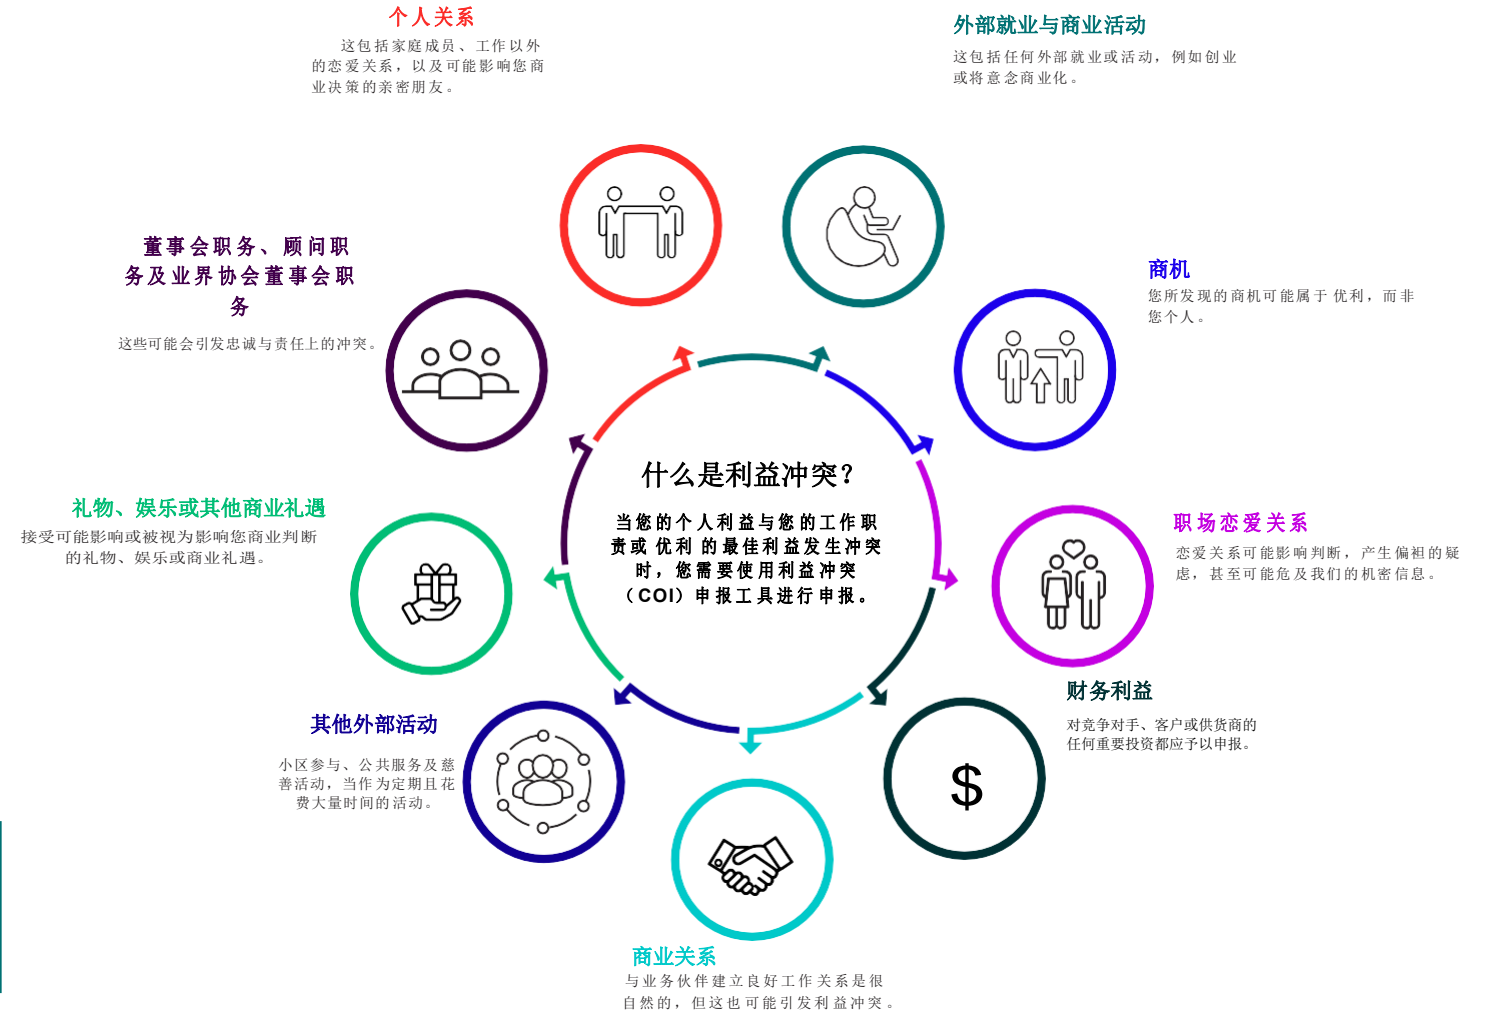 个人关系
这包括家庭成员、工作以外
的恋爱关系，以及可能影响您商
业决策的亲密朋友。
外部就业与商业活动
这包括任何外部就业或活动，例如创业
或将意念商业化。
董事会职务、顾问职
务及业界协会董事会职
务
这些可能会引发忠诚与责任上的冲突。
商机
您所发现的商机可能属于 优利，而非
您个人。
什么是利益冲突？
当您的个人利益与您的工作职
责或 优利 的最佳利益发生冲突
时，您需要使用利益冲突
（COI）申报工具进行申报。
礼物、娱乐或其他商业礼遇
接受可能影响或被视为影响您商业判断
的礼物、娱乐或商业礼遇。
职场恋爱关系
恋爱关系可能影响判断，产生偏袒的疑
虑，甚至可能危及我们的机密信息。
其他外部活动
小区参与、公共服务及慈
善活动，当作为定期且花
费大量时间的活动。
财务利益
对竞争对手、客户或供货商的
任何重要投资都应予以申报。
$
商业关系
与业务伙伴建立良好工作关系是很
自然的，但这也可能引发利益冲突。